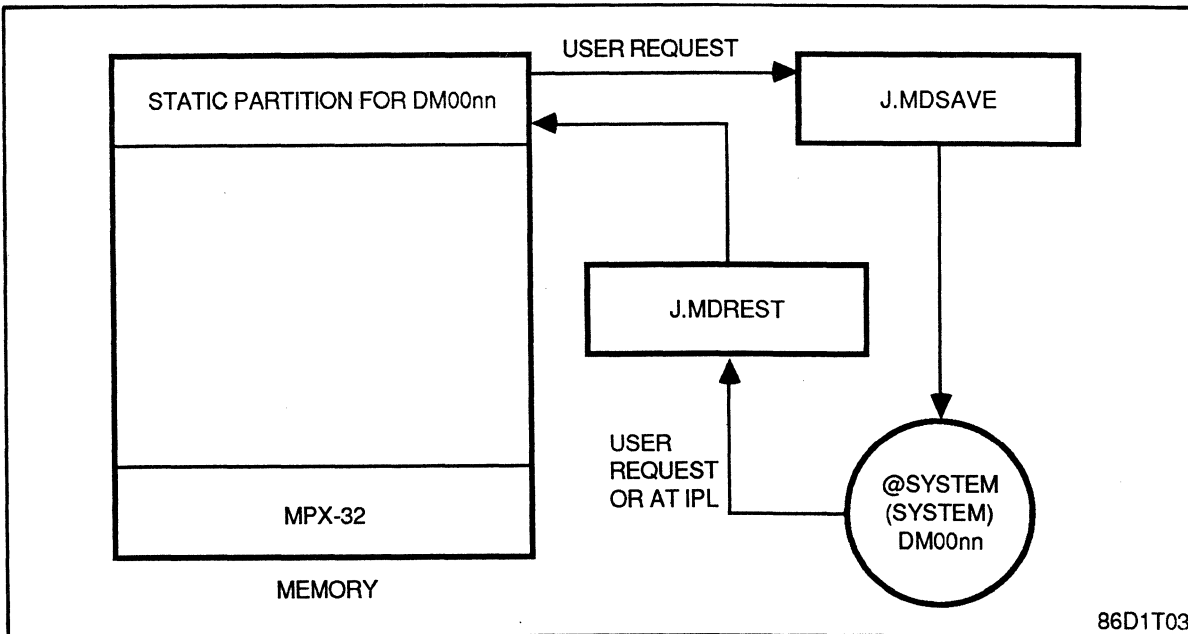 USER REQUEST
STATIC PARTITION FOR DM00nn
J.MDSAVE
J.MDREST
USER
REQUEST
OR AT IPL
@SYSTEM
(SYSTEM)
DM00nn
MPX-32
MEMORY
86D1T03